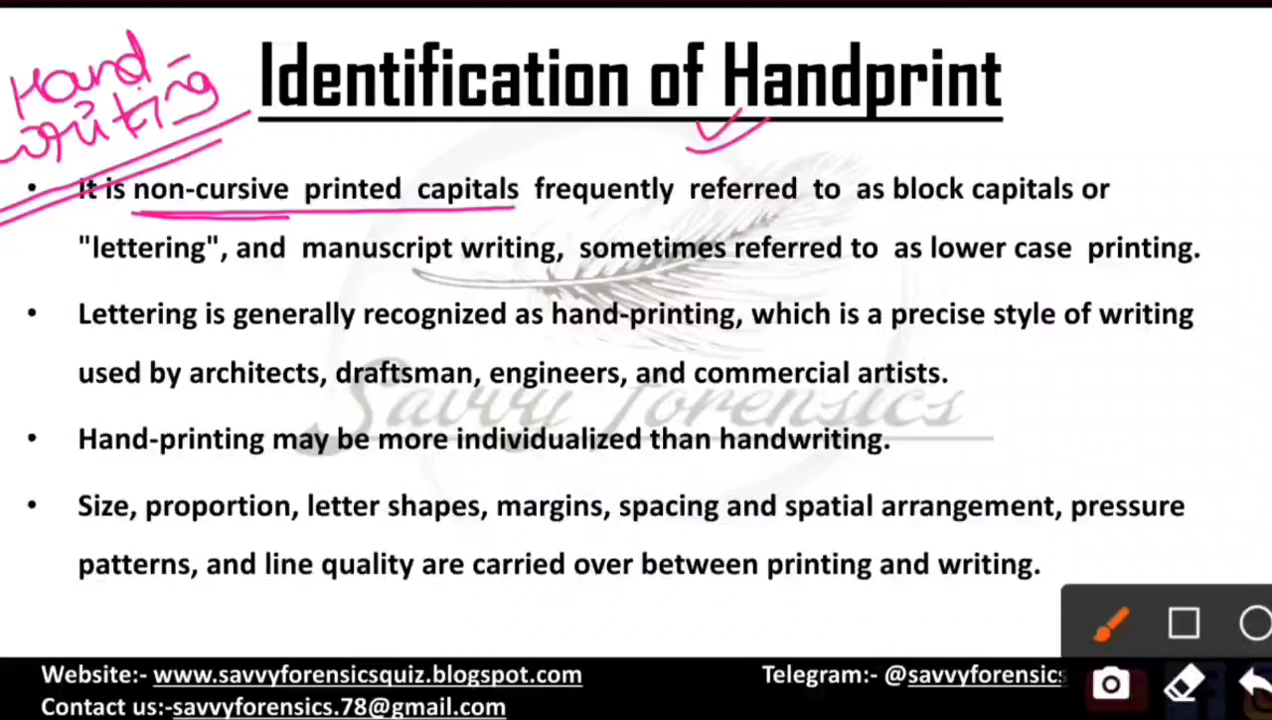 Hand
writing
Identification of Handprint
• It is non-cursive printed capitals frequently referred to as block capitals or
"lettering", and manuscript writing, sometimes referred to as lower case printing.
• Lettering is generally recognized as hand-printing, which is a precise style of writing
used by architects, draftsman, engineers, and commercial artists.
Savvy forensics
• Hand-printing may be more individualized than handwriting.
• Size, proportion, letter shapes, margins, spacing and spatial arrangement, pressure
patterns, and line quality are carried over between printing and writing.
Website:- www.savvyforensicsquiz.blogspot.com Telegram:- @savvyforensics
Contact us:-savvyforensics.78@gmail.com